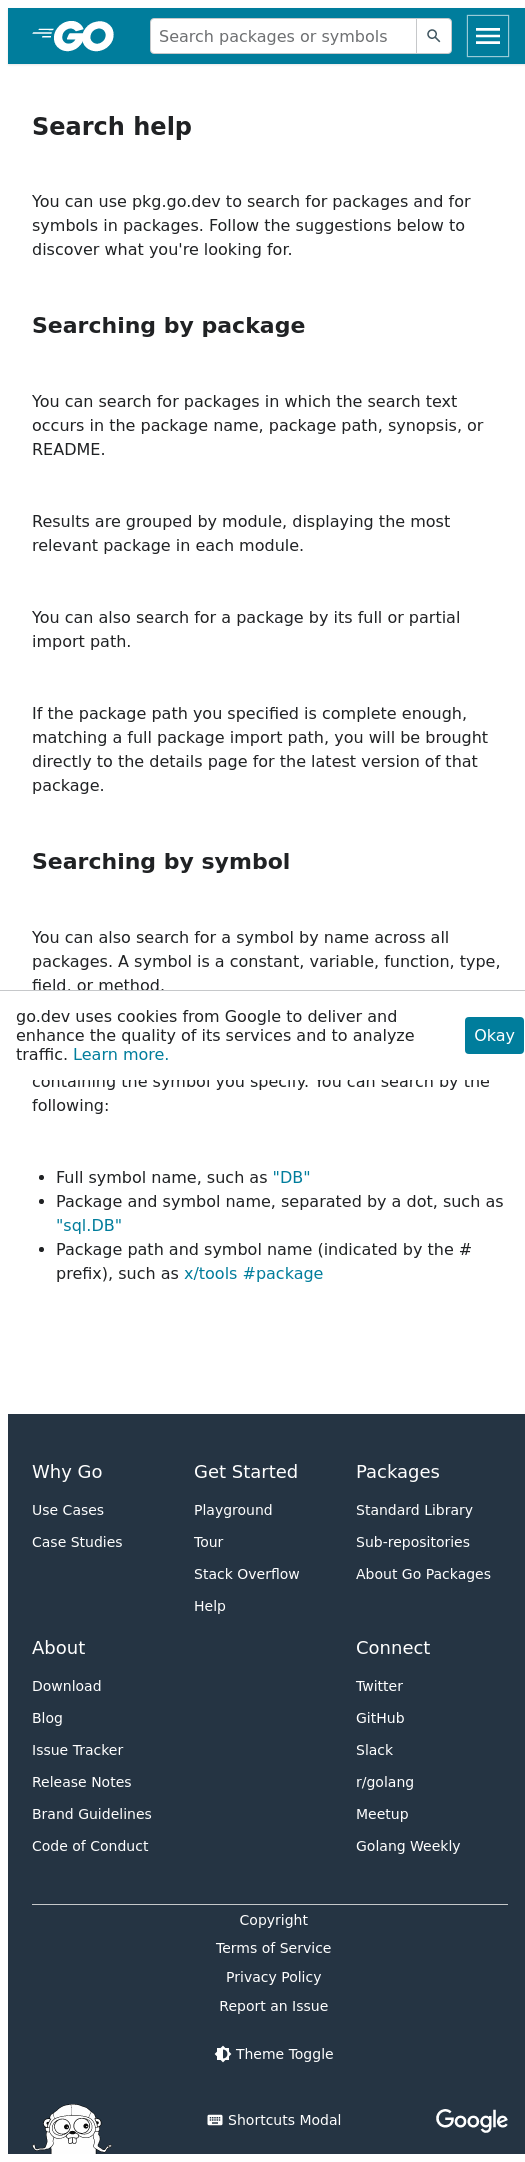 GO
Search packages or symbols
Search help
You can use pkg.go.dev to search for packages and for
symbols in packages. Follow the suggestions below to
discover what you're looking for.
Searching by package
You can search for packages in which the search text
occurs in the package name, package path, synopsis, or
README.
Results are grouped by module, displaying the most
relevant package in each module.
You can also search for a package by its full or partial
import path.
If the package path you specified is complete enough,
matching a full package import path, you will be brought
directly to the details page for the latest version of that
package.
Searching by symbol
You can also search for a symbol by name across all
packages. A symbol is a constant, variable, function, type,
field, or method.
go.dev uses cookies from Google to deliver and
enhance the quality of its services and to analyze
traffic. Learn more.
Okay
containing the symbol you specify. You can search by the
following:
• Full symbol name, such as "DB"
• Package and symbol name, separated by a dot, such as
"sql.DB"
• Package path and symbol name (indicated by the #
prefix), such as x/tools #package
Why Go
Use Cases
Case Studies
Get Started
Playground
Tour
Stack Overflow
Help
Packages
Standard Library
Sub-repositories
About Go Packages
About
Download
Blog
Issue Tracker
Release Notes
Brand Guidelines
Code of Conduct
Connect
Twitter
GitHub
Slack
r/golang
Meetup
Golang Weekly
Copyright
Terms of Service
Privacy Policy
Report an Issue
Theme Toggle
Shortcuts Modal
Google